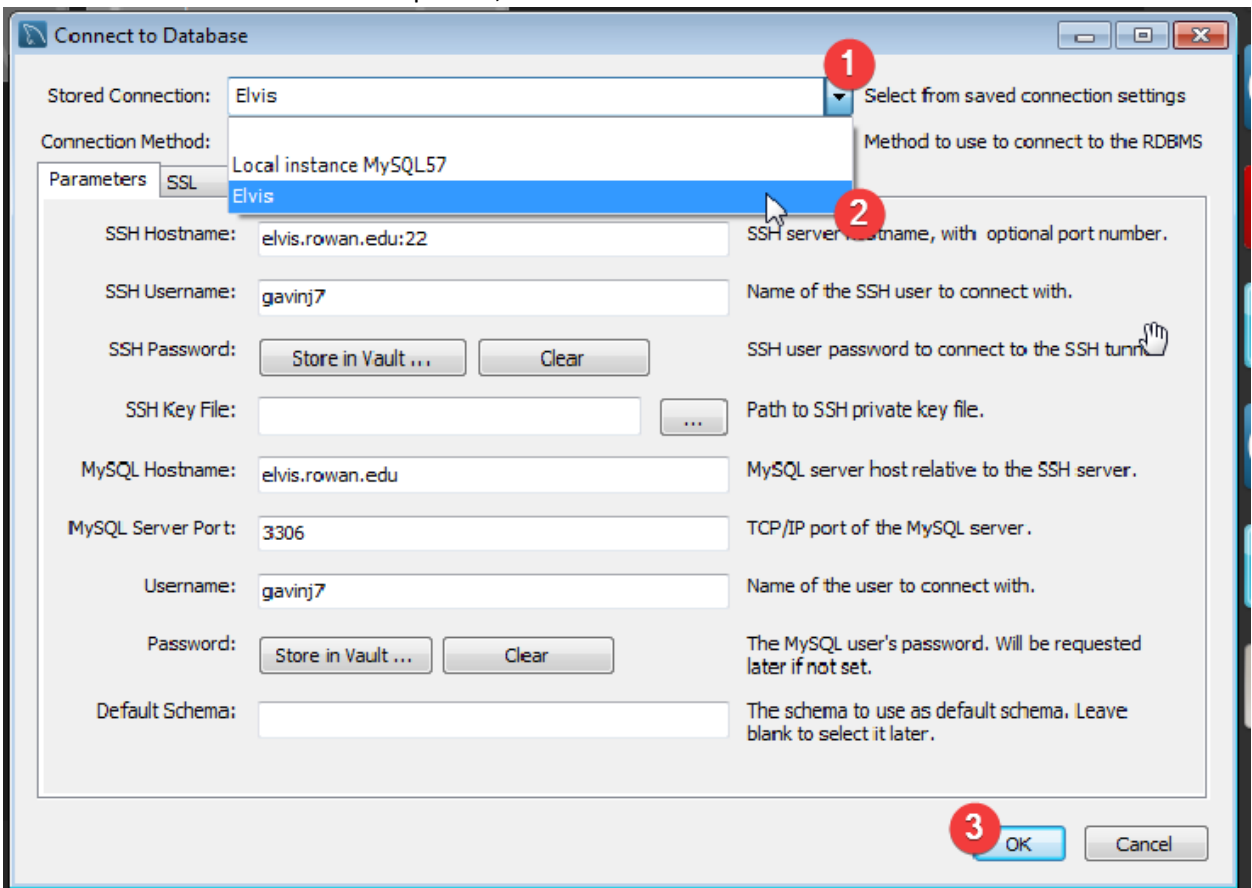 Connect to Database
1
Stored Connection: Elvis Select from saved connection settings
Connection Method: Method to use to connect to the RDBMS
Local instance MySQL57
Parameters SSL
Elvis
2
SSH Hostname: elvis.rowan.edu:22 SSH server hostname, with optional port number.
SSH Username: gavinj7 Name of the SSH user to connect with.
SSH Password: Store in Vault ... Clear SSH user password to connect to the SSH
SSH Key File: ... Path to SSH private key file.
MySQL Hostname: elvis.rowan.edu MySQL server host relative to the SSH server.
MySQL Server Port: 3306 TCP/IP port of the MySQL server.
Username: gavinj7 Name of the user to connect with.
Password: Store in Vault ... Clear The MySQL user's password. Will be requested
later if not set.
Default Schema: The schema to use as default schema. Leave
blank to select it later.
3
OK Cancel